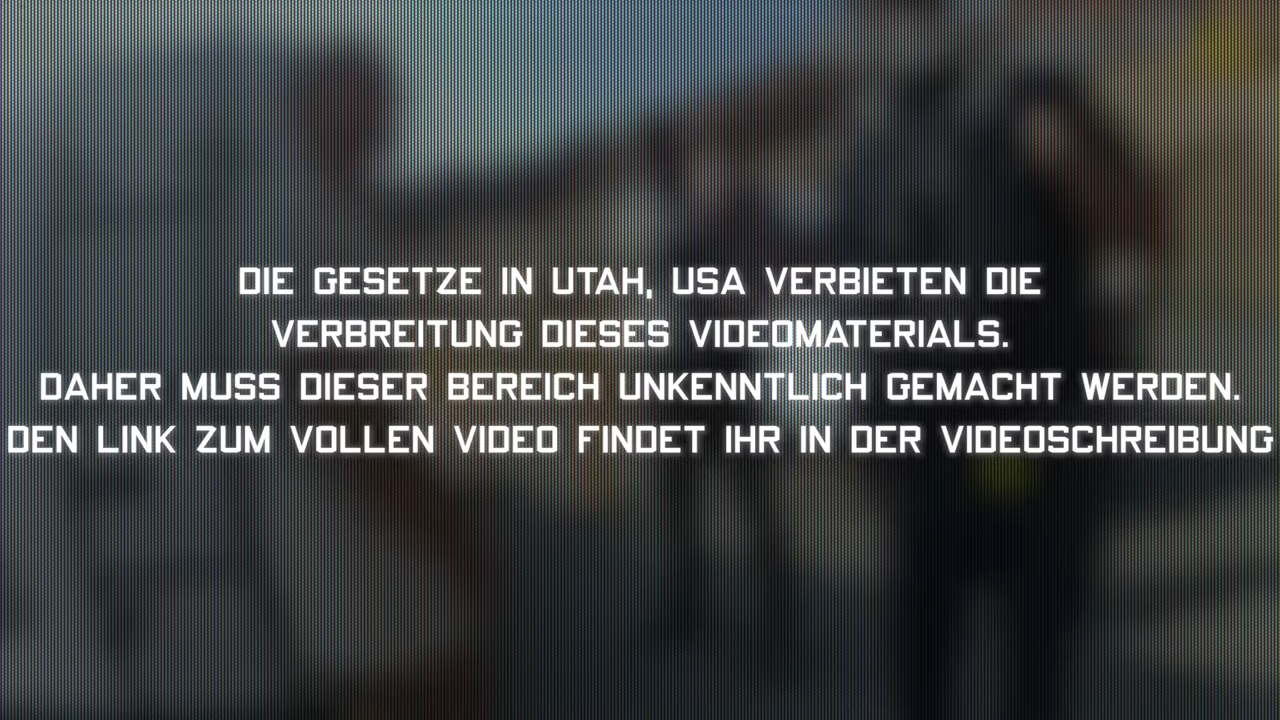 DIE GESETZE IN UTAH, USA VERBIETEN DIE
VERBREITUNG DIESES VIDEOMATERIALS.
DAHER MUSS DIESER BEREICH UNKENNTLICH GEMACHT WERDEN.
DEN LINK ZUM VOLLEN VIDEO FINDET IHR IN DER VIDEOSCHREIBUNG